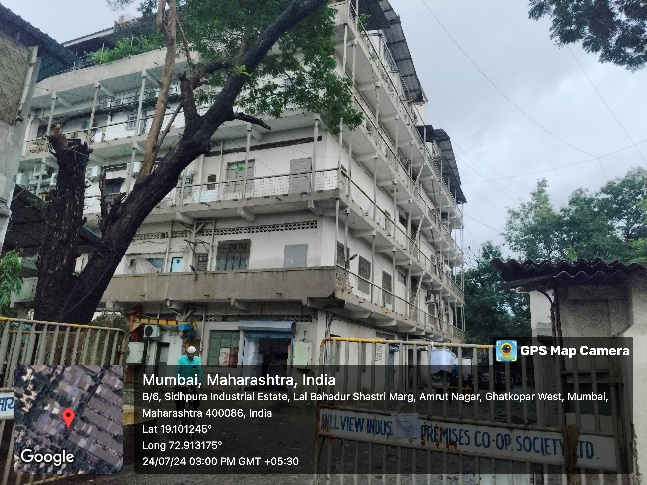 GPS Map Camera
Mumbai, Maharashtra, India
B/6, Sidhpura Industrial Estate, Lal Bahadur Shastri Marg, Amrut Nagar, Ghatkopar West, Mumbai,
Maharashtra 400086, India
Lat 19.101245°
Long 72.913175°
24/07/24 03:00 PM GMT +05:30
Google
VIEW INDUS PREMISES CO-OP. SOCIETY LTD.